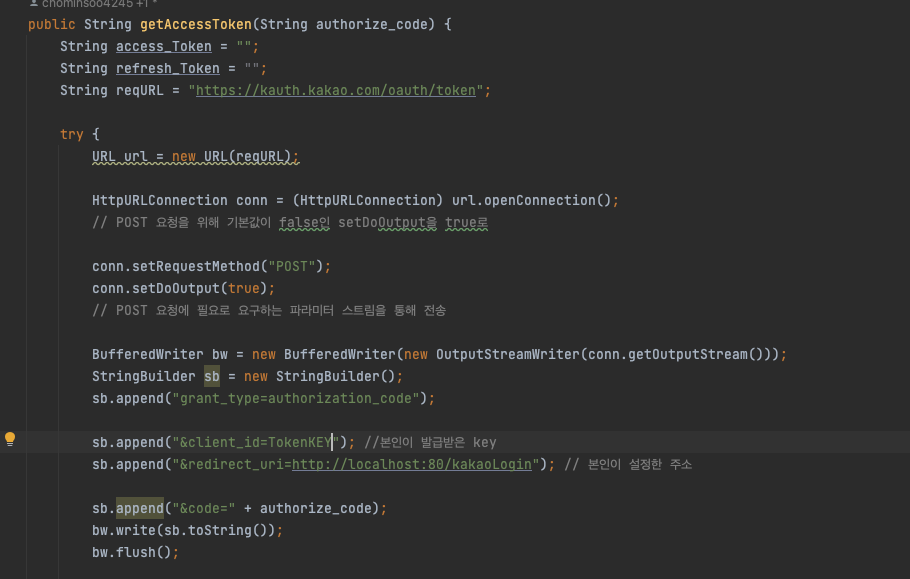 chominsoo4245 +1 *
public String getAccessToken(String authorize_code) {
String access_Token = "";
String refresh_Token = "";
String reqURL = "https://kauth.kakao.com/oauth/token";
try {
URL url = new URL(reqURL);
HttpURLConnection conn = (HttpURLConnection) url.openConnection();
// POST 요청을 위해 기본값이 false인 setDoOutput을 true로
conn.setRequestMethod("POST");
conn.setDoOutput(true);
// POST 요청에 필요로 요구하는 파라미터 스트림을 통해 전송
BufferedWriter bw = new BufferedWriter(new OutputStreamWriter(conn.getOutputStream()));
StringBuilder sb = new StringBuilder();
sb.append("grant_type=authorization_code");
sb.append("&client_id=TokenKEY"); //본인이 발급받은 key
sb.append("&redirect_uri=http://localhost:80/kakaoLogin"); // 본인이 설정한 주소
sb.append("&code=" + authorize_code);
bw.write(sb.toString());
bw.flush();